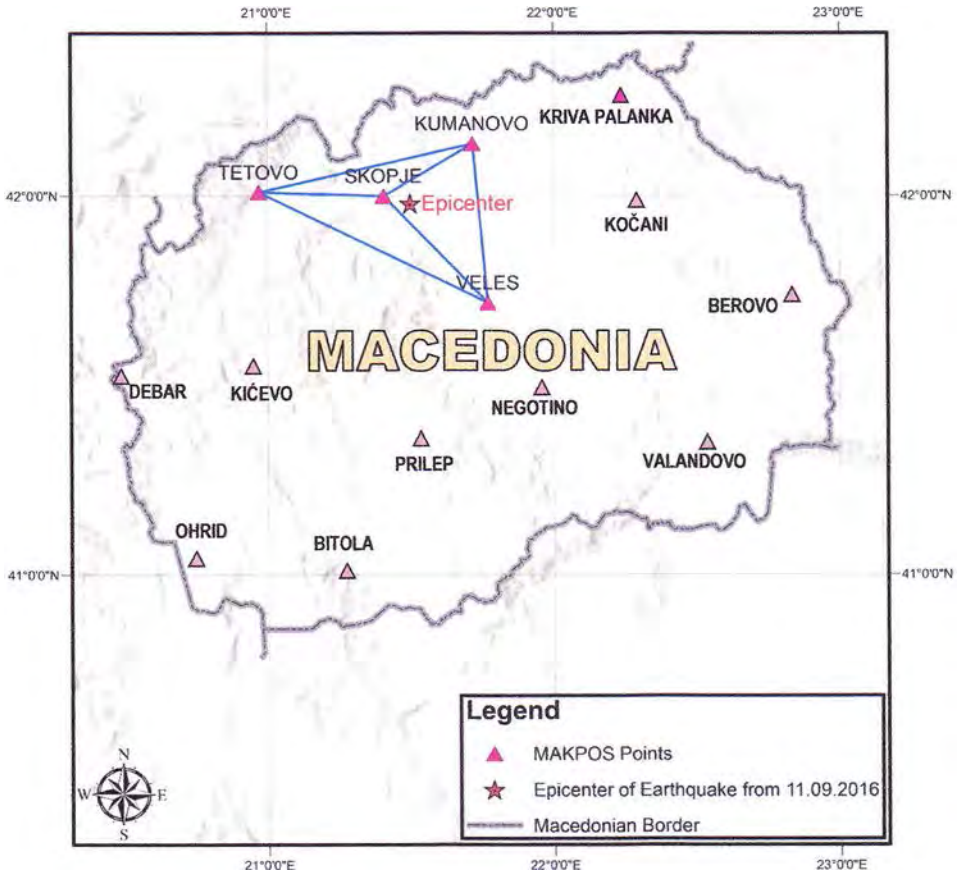 21°0'0"E
22°0'0"E
23°0'0"E
KRIVA PALANKA
KUMANOVO
TETOVO
SKOPJE
42°0'0"N
42°0'0"N
Epicenter
KOČANI
VELES
BEROVO
MACEDONIA
DEBAR
KIĆEVO
NEGOTINO
PRILEP
VALANDOVO
OHRID
BITOLA
41°0'0"N
41°0'0"N
Legend
MAKPOS Points
Epicenter of Earthquake from 11.09.2016
Macedonian Border
N
W
E
S
21°0'0"E
22°0'0"E
23°0'0"E